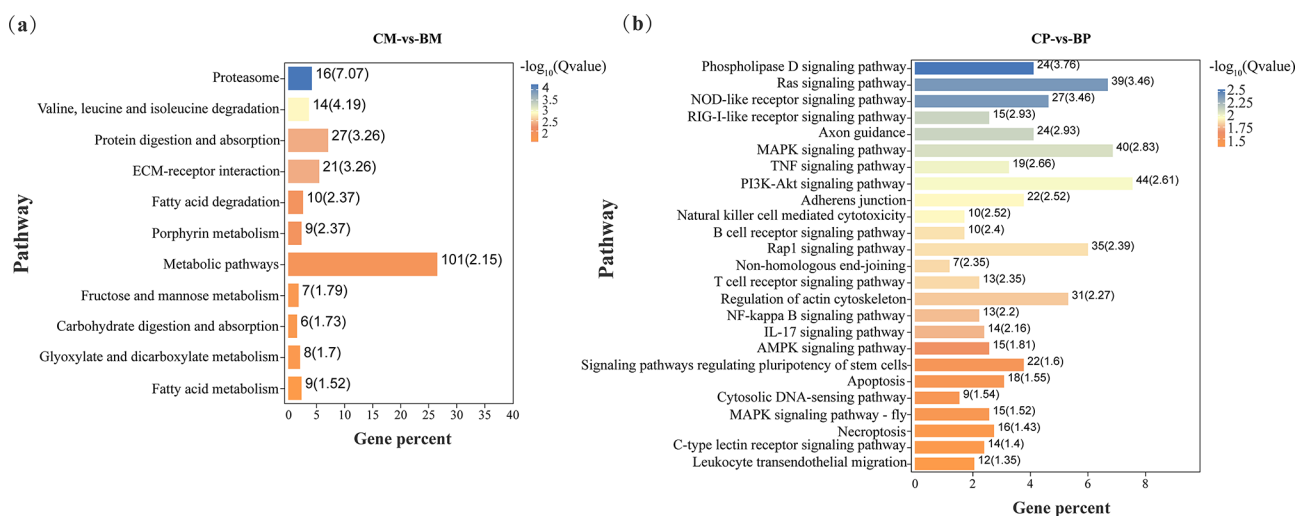 (a)
CM-vs-BM
Pathway
Proteasome 16(7.07)
Valine, leucine and isoleucine degradation 14(4.19)
Protein digestion and absorption 27(3.26)
ECM-receptor interaction 21(3.26)
Fatty acid degradation 10(2.37)
Porphyrin metabolism 9(2.37)
Metabolic pathways 101(2.15)
Fructose and mannose metabolism 7(1.79)
Carbohydrate digestion and absorption 6(1.73)
Glyoxylate and dicarboxylate metabolism 8(1.7)
Fatty acid metabolism 9(1.52)
0 5 10 15 20 25 30 35 40
Gene percent
-log10(Qvalue)
4
3.5
3
2.5
2
(b)
CP-vs-BP
Pathway
Phospholipase D signaling pathway 24(3.76)
Ras signaling pathway 39(3.46)
NOD-like receptor signaling pathway 27(3.46)
RIG-I-like receptor signaling pathway 15(2.93)
Axon guidance 24(2.93)
MAPK signaling pathway 40(2.83)
TNF signaling pathway 19(2.66)
PI3K-Akt signaling pathway 44(2.61)
Adherens junction 22(2.52)
Natural killer cell mediated cytotoxicity 10(2.52)
B cell receptor signaling pathway 10(2.4)
Rap1 signaling pathway 35(2.39)
Non-homologous end-joining 7(2.35)
T cell receptor signaling pathway 13(2.35)
Regulation of actin cytoskeleton 31(2.27)
NF-kappa B signaling pathway 13(2.2)
IL-17 signaling pathway 14(2.16)
AMPK signaling pathway 15(1.81)
Signaling pathways regulating pluripotency of stem cells 22(1.6)
Apoptosis 18(1.55)
Cytosolic DNA-sensing pathway 9(1.54)
MAPK signaling pathway - fly 15(1.52)
Necroptosis 16(1.43)
C-type lectin receptor signaling pathway 14(1.4)
Leukocyte transendothelial migration 12(1.35)
0 2 4 6 8
Gene percent
-log10(Qvalue)
2.5
2.25
2
1.75
1.5